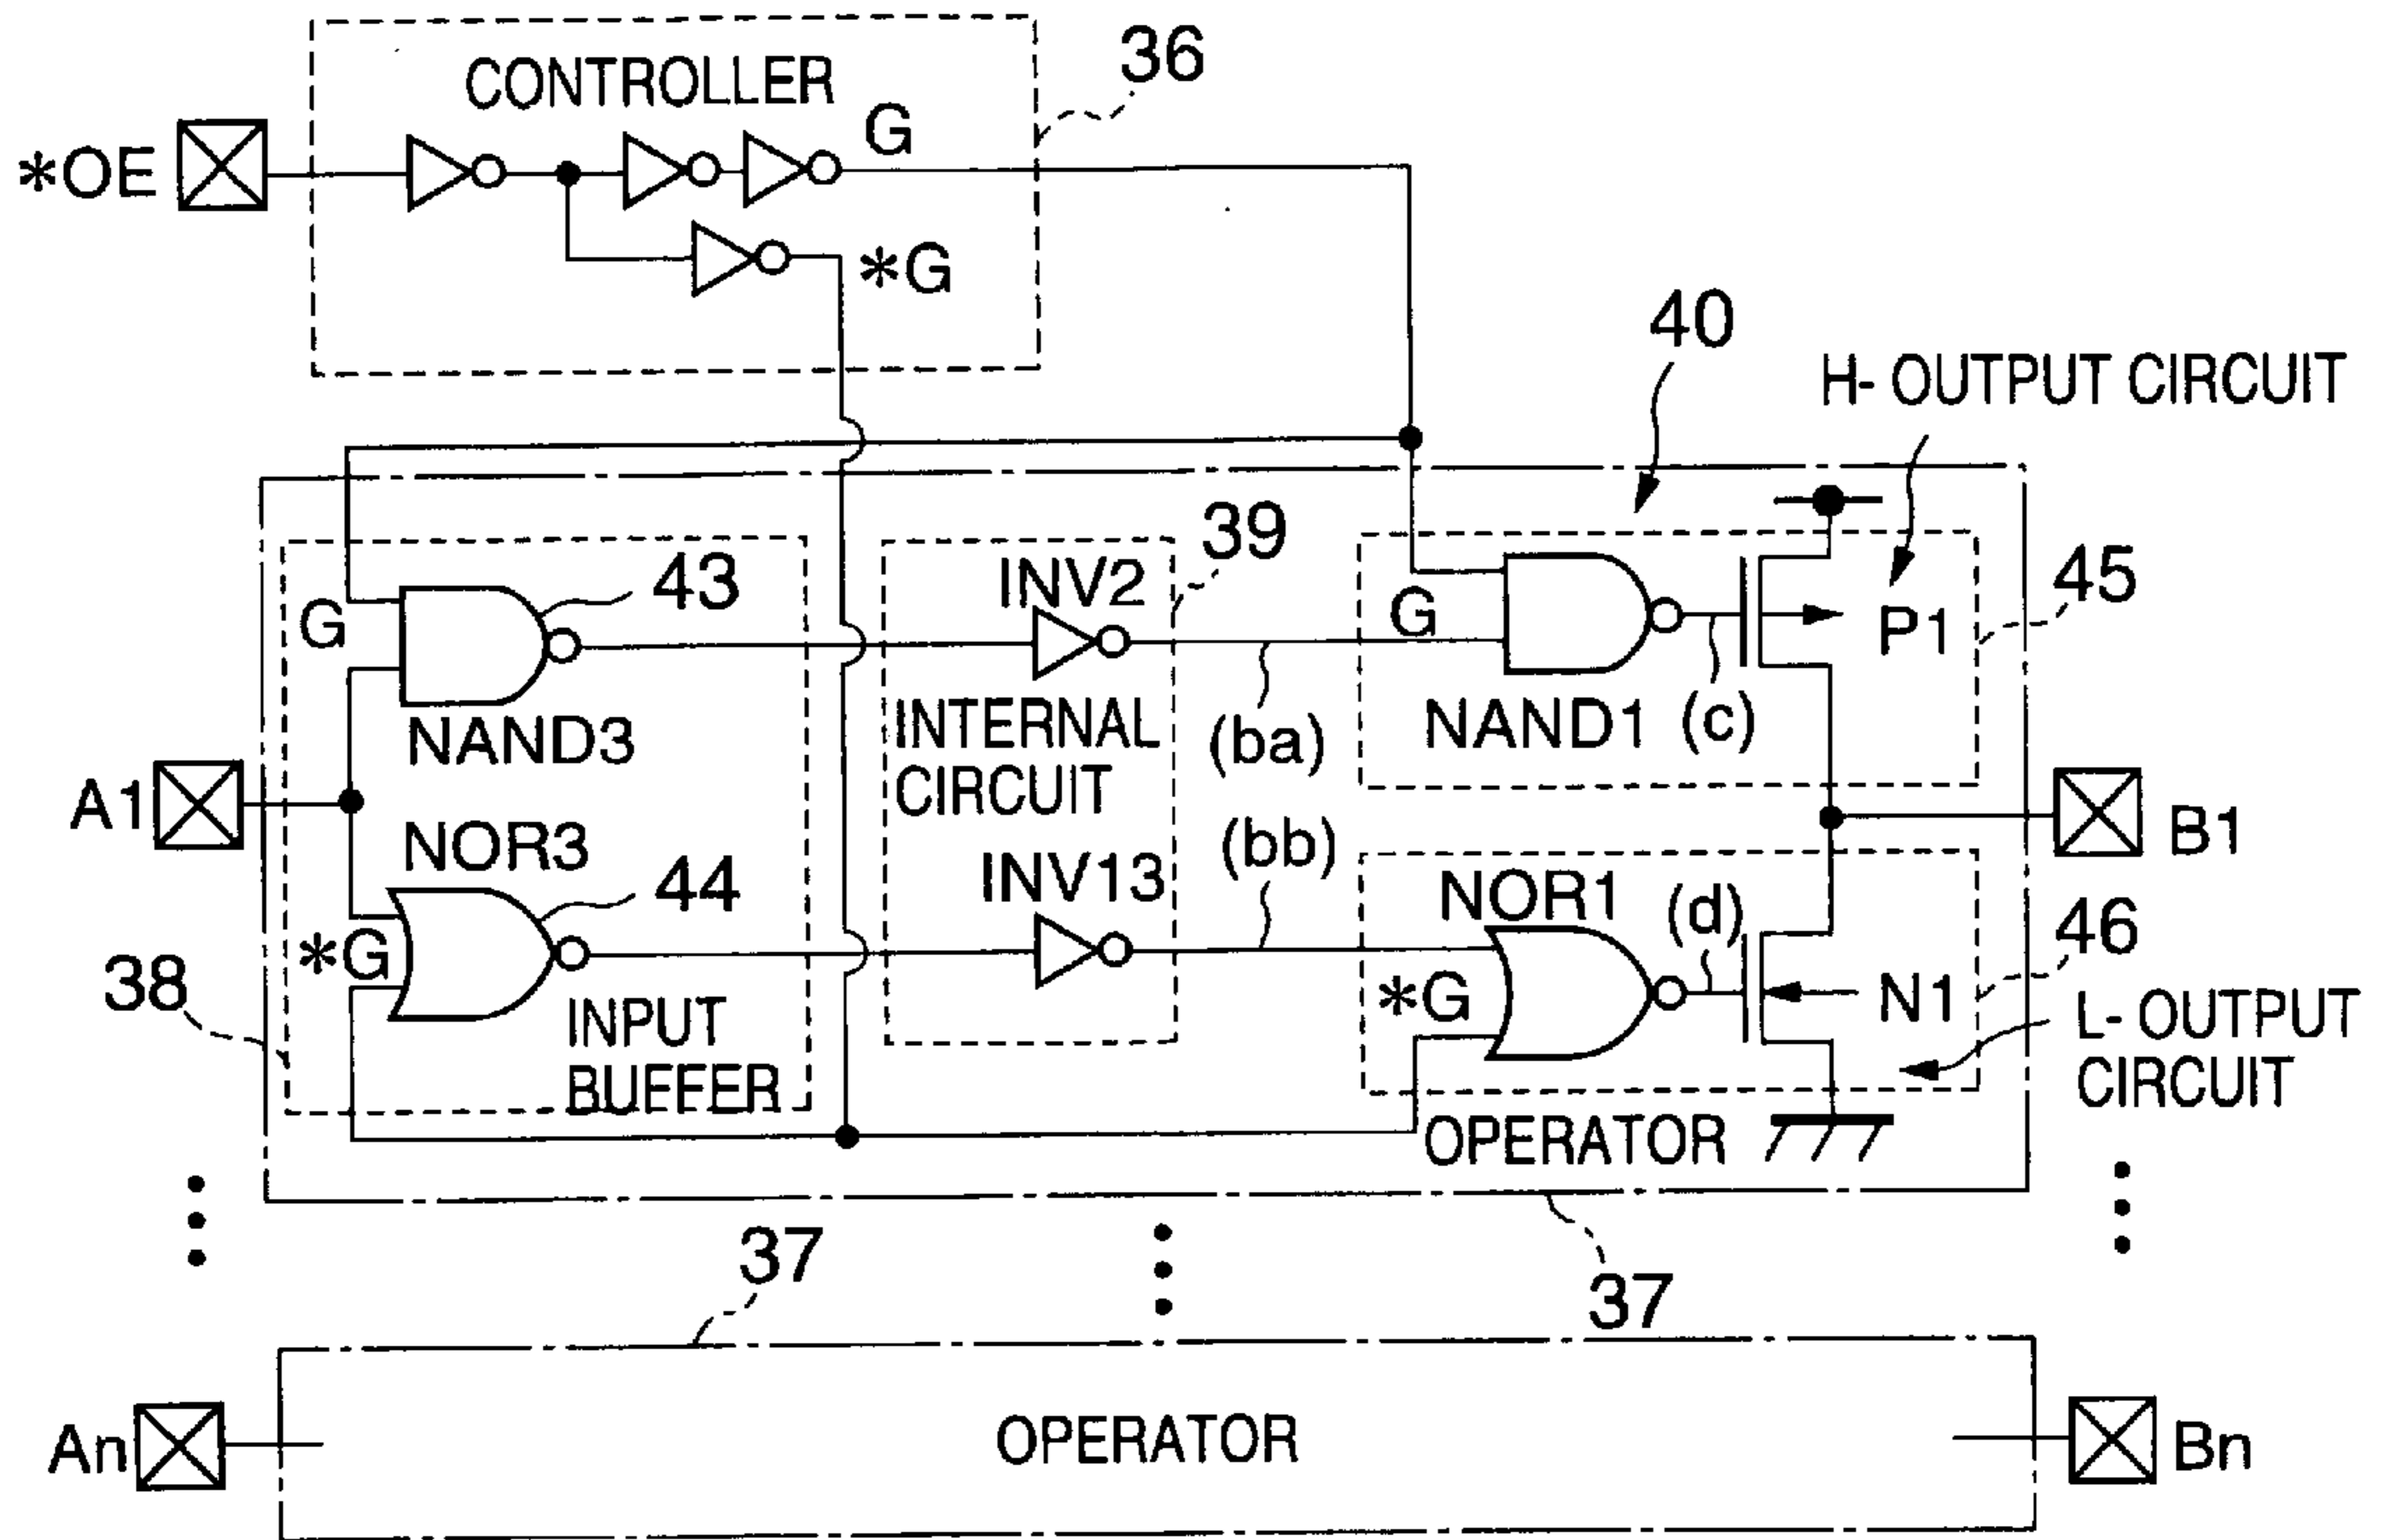 CONTROLLER
36
*OE
G
*G
40
H- OUTPUT CIRCUIT
39
43
INV2
45
G
G
P1
NAND3
INTERNAL
CIRCUIT
(ba)
NAND1
(c)
A1
B1
NOR3
(bb)
44
INV13
NOR1
(d)
46
*G
38
*G
N1
INPUT
BUFFER
L- OUTPUT
CIRCUIT
OPERATOR
37
37
An
OPERATOR
Bn